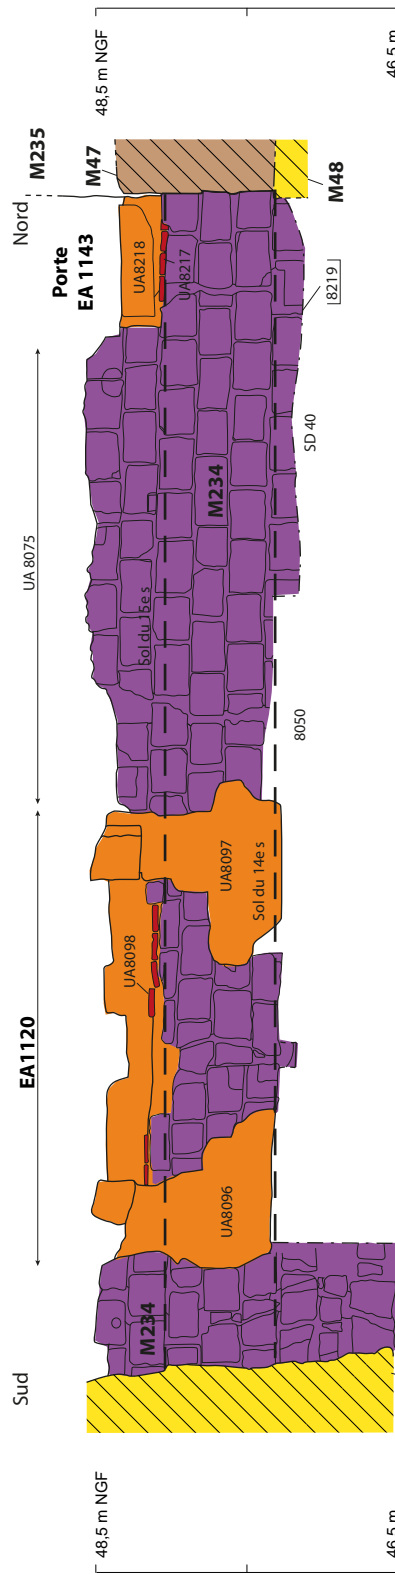 48,5 m NGF
46,5 m
M235
M47
M48
Nord
Porte
EA 1143
UA8218
UA8217
8219
UA 8075
SD 40
M234
Sol du 15e s
8050
EA1120
UA8098
UA8097
Sol du 14e s
UA8096
M234
Sud
48,5 m NGF
46,5 m